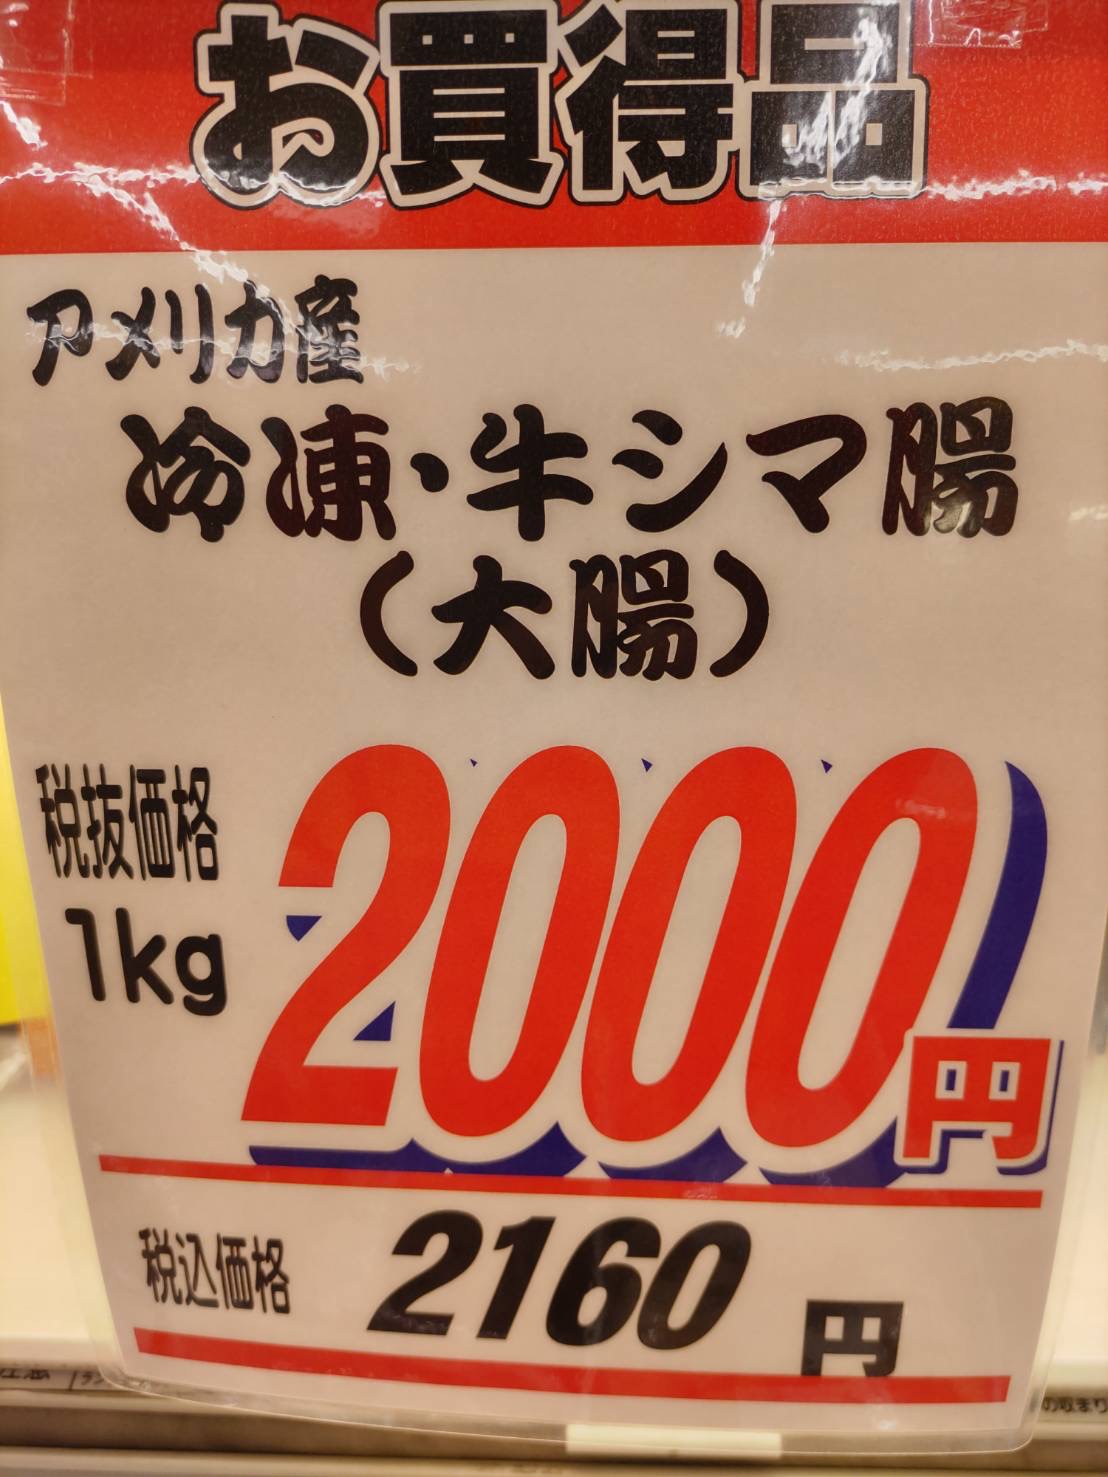 お買得品
アメリカ産
冷凍・牛シマ腸
(大腸)
税抜価格
1kg
2000円
税込価格 2160円